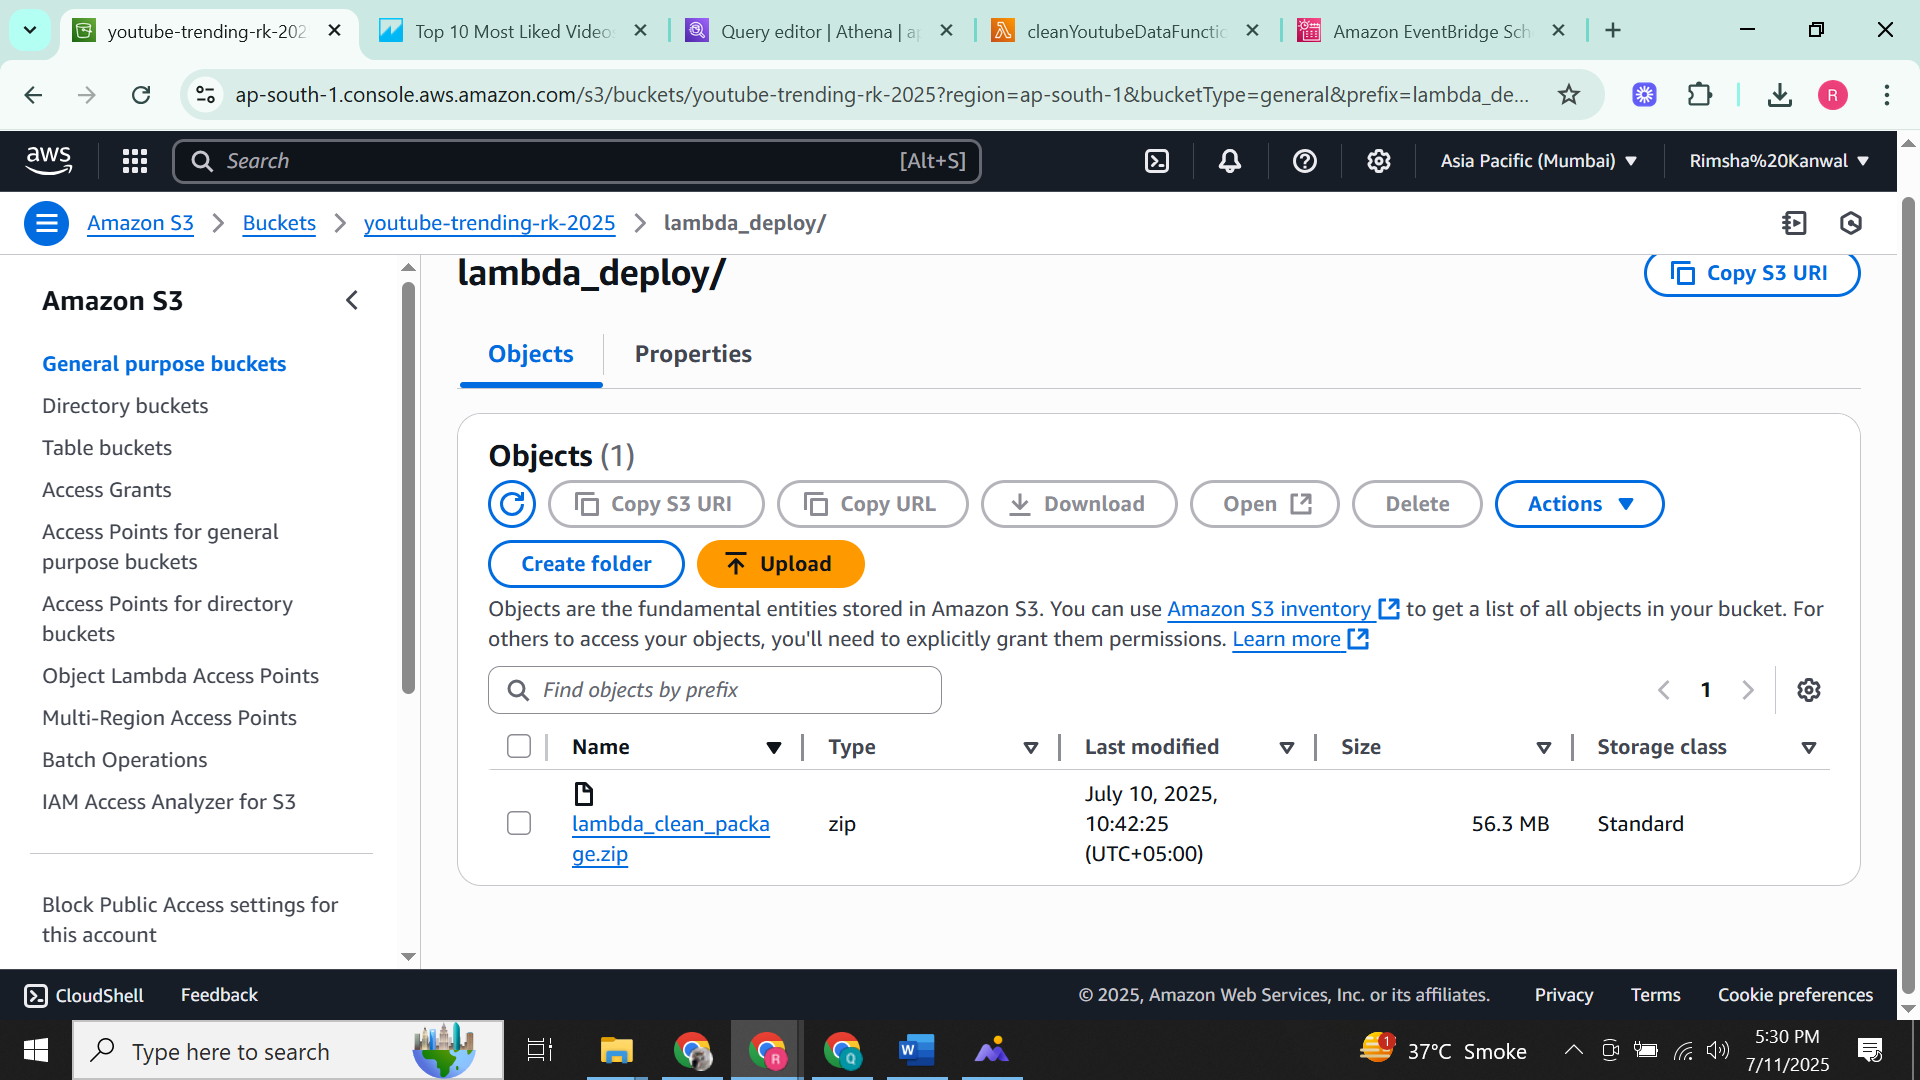 youtube-trending-rk-202
Top 10 Most Liked Video
Query editor | Athena | a
cleanYoutubeDataFuncti
Amazon EventBridge Sch
ap-south-1.console.aws.amazon.com/s3/buckets/youtube-trending-rk-2025?region=ap-south-1&bucketType=general&prefix=lambda_de...
R
aws
Search
[Alt+S]
Asia Pacific (Mumbai)
Rimsha%20Kanwal
Amazon S3
Buckets
youtube-trending-rk-2025
lambda_deploy/
Amazon S3
General purpose buckets
Directory buckets
Table buckets
Access Grants
Access Points for general
purpose buckets
Access Points for directory
buckets
Object Lambda Access Points
Multi-Region Access Points
Batch Operations
IAM Access Analyzer for S3
Block Public Access settings for
this account
lambda_deploy/
Copy S3 URI
Objects
Properties
Objects (1)
Copy S3 URI
Copy URL
Download
Open
Delete
Actions
Create folder
Upload
Objects are the fundamental entities stored in Amazon S3. You can use Amazon S3 inventory to get a list of all objects in your bucket. For
others to access your objects, you'll need to explicitly grant them permissions. Learn more
Find objects by prefix
1
Name
Type
Last modified
Size
Storage class
lambda_clean_packa
ge.zip
zip
July 10, 2025,
10:42:25
(UTC+05:00)
56.3 MB
Standard
CloudShell
Feedback
© 2025, Amazon Web Services, Inc. or its affiliates.
Privacy
Terms
Cookie preferences
Type here to search
R
Q
W
1
37°C Smoke
5:30 PM
7/11/2025